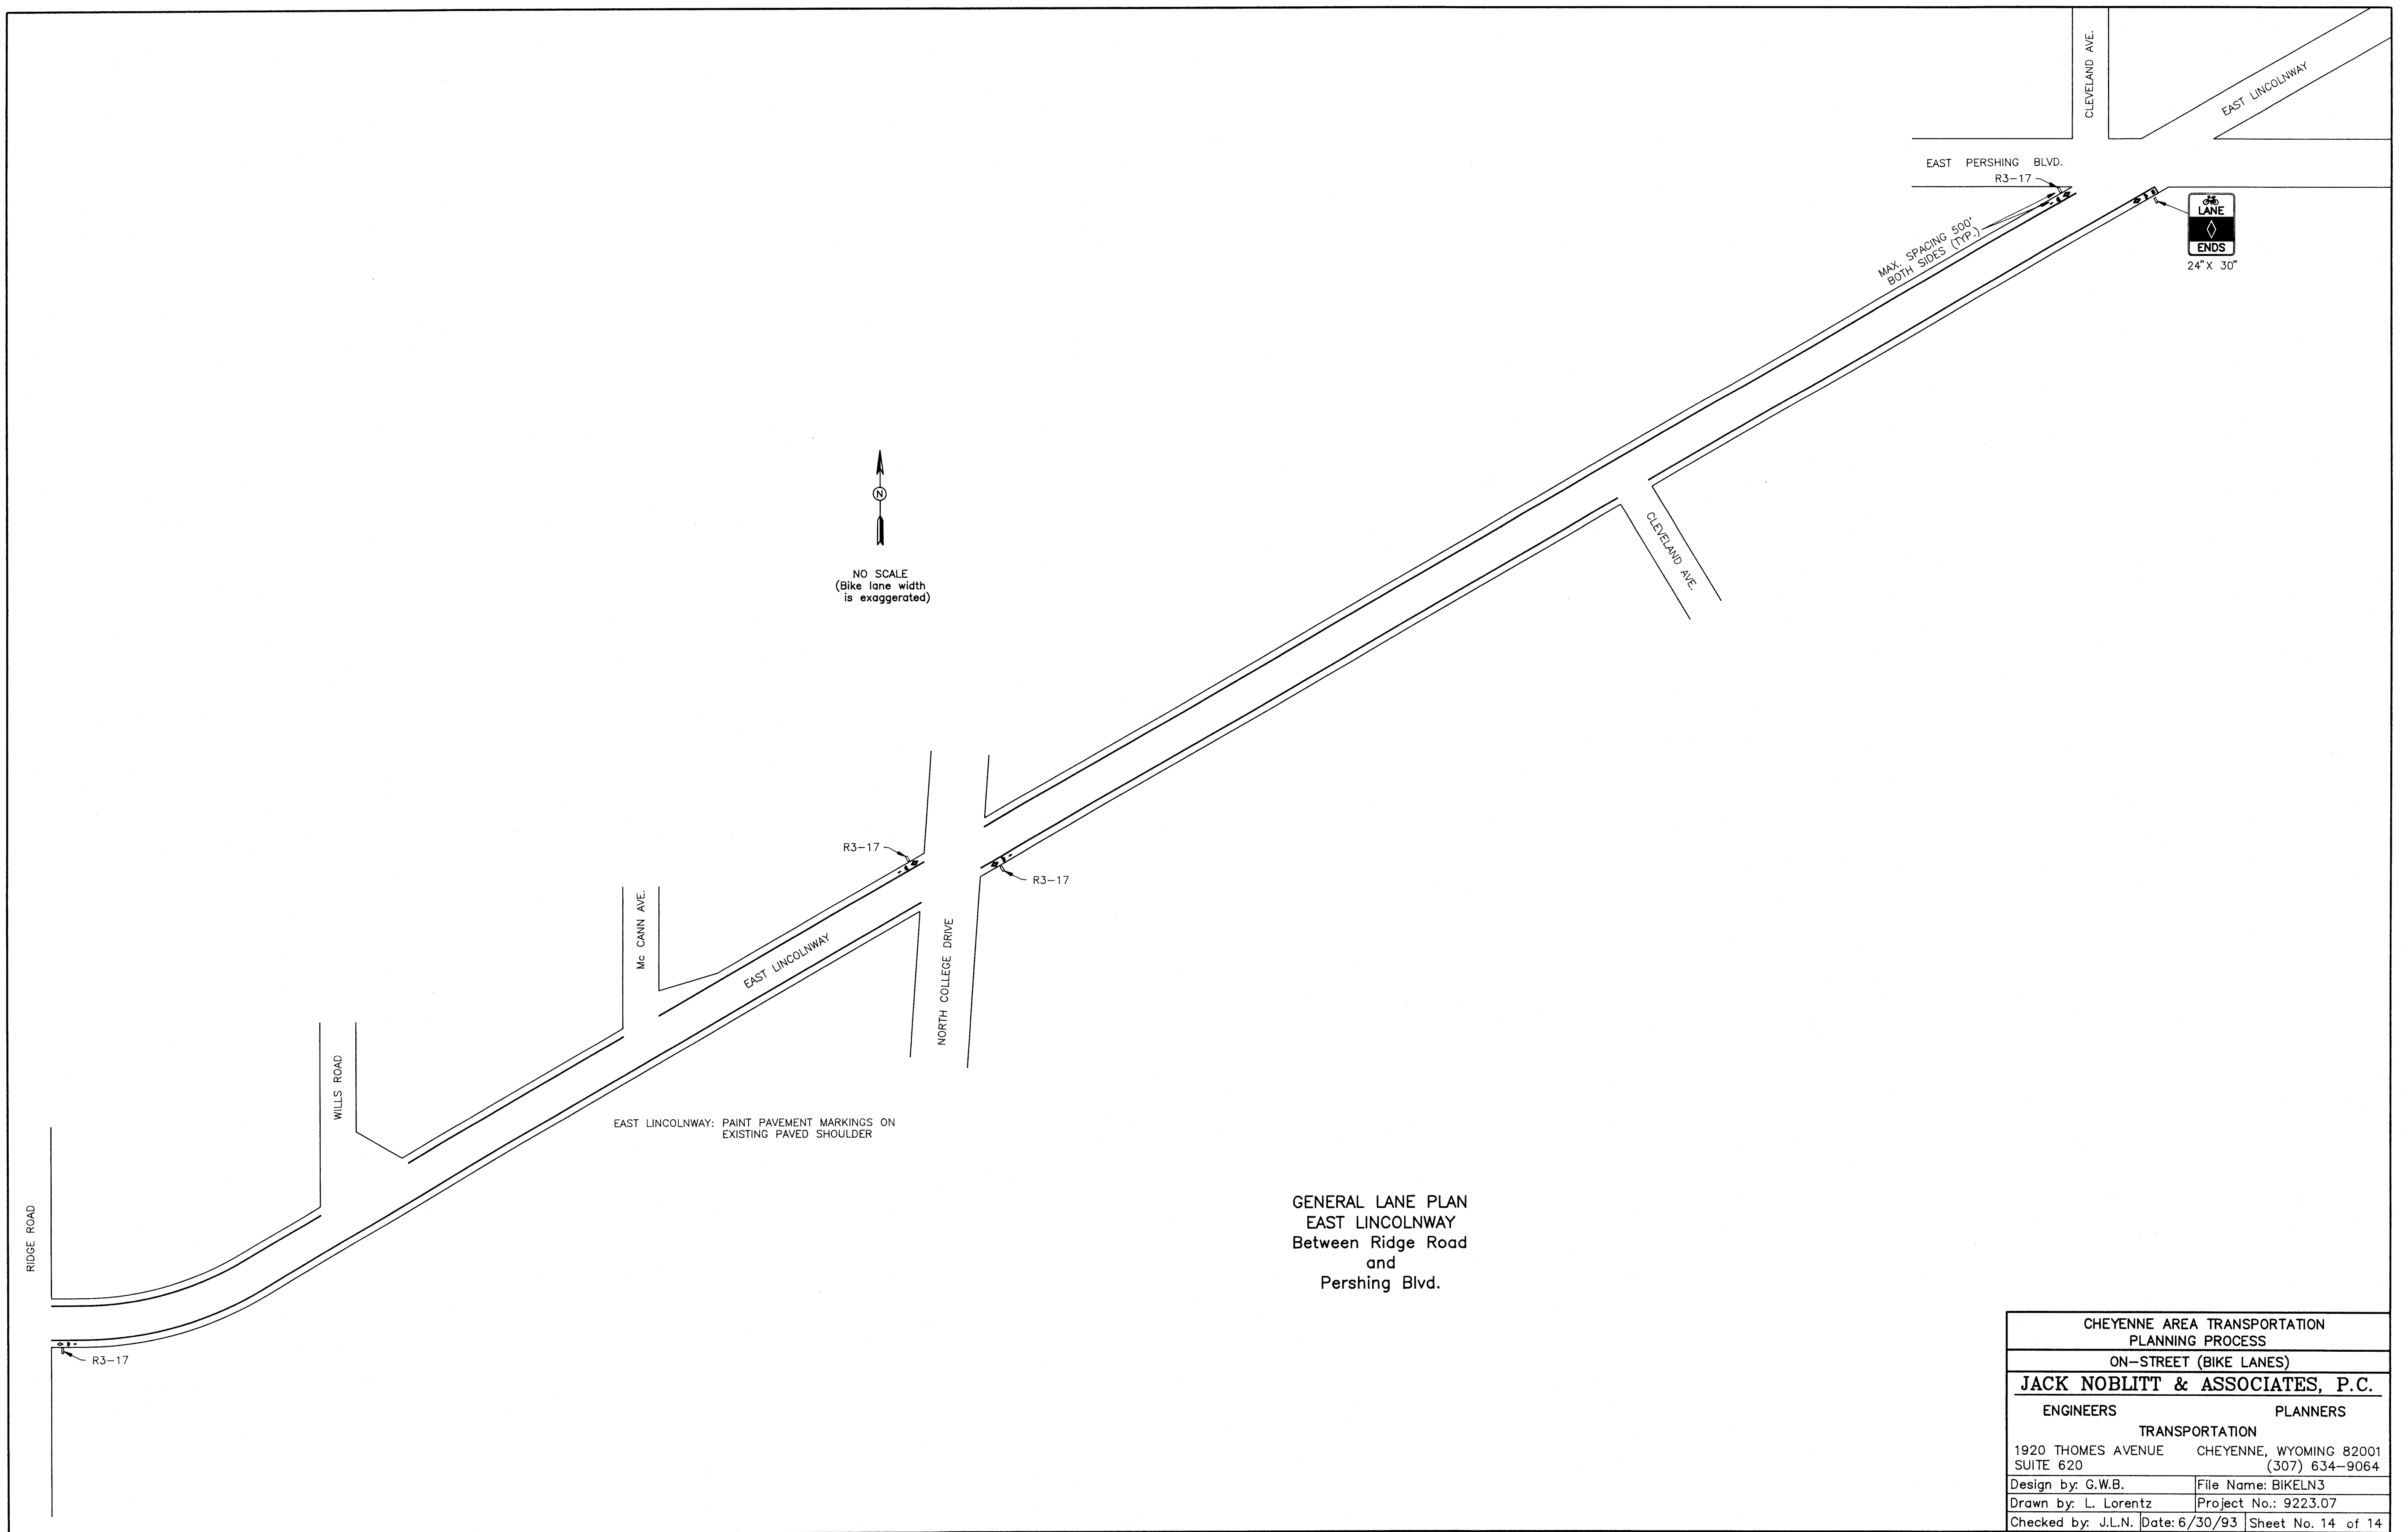 CLEVELAND AVE.
EAST LINCOLNWAY
EAST PERSHING BLVD.
R3-17
LANE
ENDS
24" X 30"
MAX. SPACING 500'
BOTH SIDES (TYP.)
N
NO SCALE
(Bike lane width
is exaggerated)
CLEVELAND AVE.
R3-17
R3-17
Mc CANN AVE.
EAST LINCOLNWAY
NORTH COLLEGE DRIVE
WILLS ROAD
EAST LINCOLNWAY: PAINT PAVEMENT MARKINGS ON
EXISTING PAVED SHOULDER
RIDGE ROAD
R3-17
GENERAL LANE PLAN
EAST LINCOLNWAY
Between Ridge Road
and
Pershing Blvd.
CHEYENNE AREA TRANSPORTATION
PLANNING PROCESS
ON-STREET (BIKE LANES)
JACK NOBLITT & ASSOCIATES, P.C.
ENGINEERS PLANNERS
TRANSPORTATION
1920 THOMES AVENUE CHEYENNE, WYOMING 82001
SUITE 620 (307) 634-9064
Design by: G.W.B. File Name: BIKELN3
Drawn by: L. Lorentz Project No.: 9223.07
Checked by: J.L.N. Date: 6/30/93 Sheet No. 14 of 14